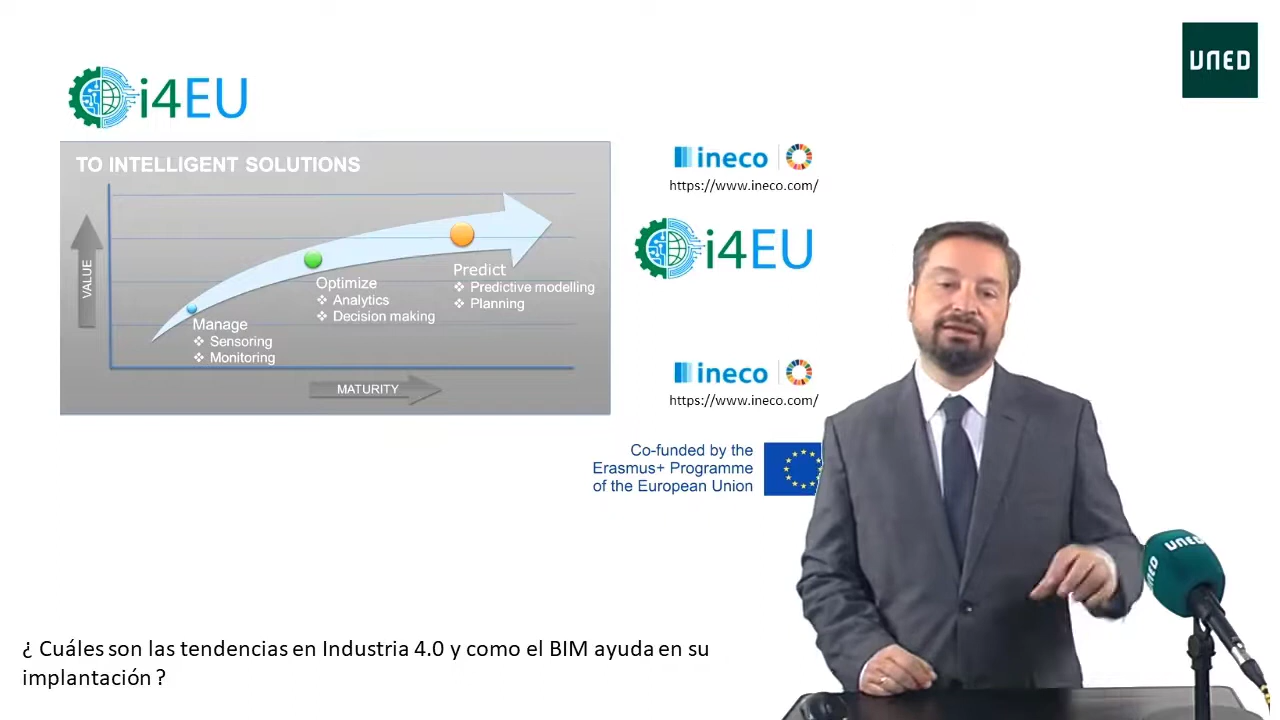 UNED
i4EU
TO INTELLIGENT SOLUTIONS
VALUE
Manage
❖ Sensoring
❖ Monitoring
Optimize
❖ Analytics
❖ Decision making
Predict
❖ Predictive modelling
❖ Planning
MATURITY
ineco
https://www.ineco.com/
i4EU
ineco
https://www.ineco.com/
Co-funded by the
Erasmus+ Programme
of the European Union
UNED
UNED
¿ Cuáles son las tendencias en Industria 4.0 y como el BIM ayuda en su
implantación ?